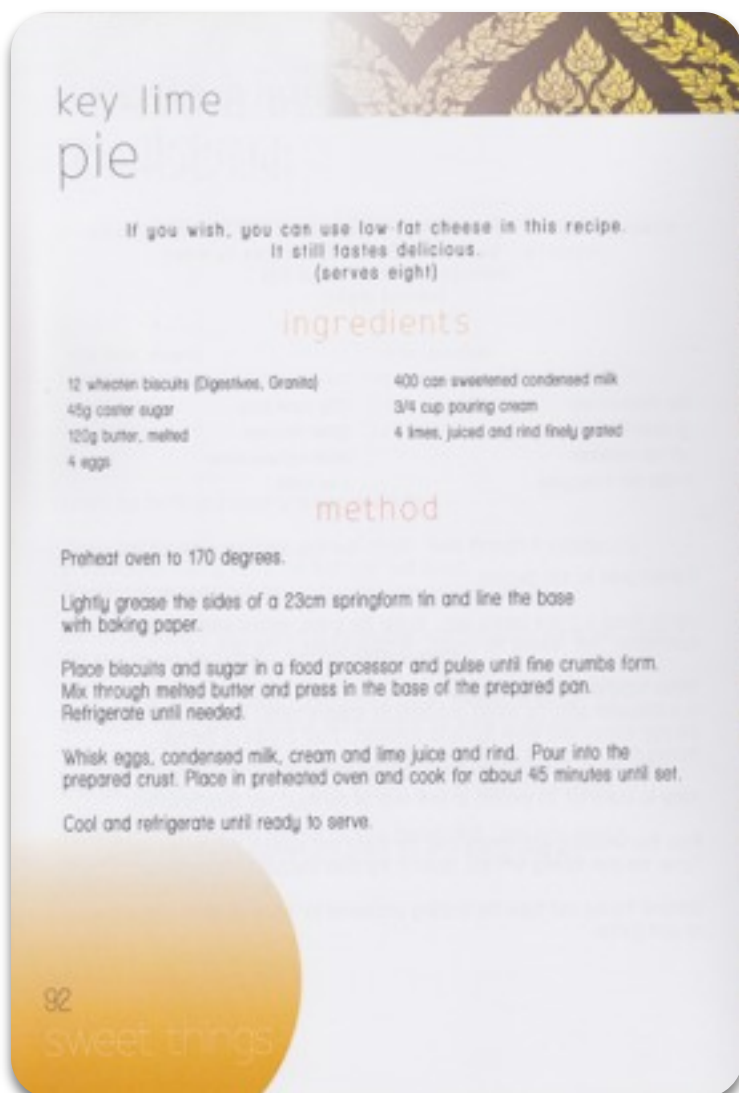 key lime
pie
If you wish, you can use low fat cheese in this recipe.
It still tastes delicious.
(serves eight)
ingredients
12 wheaten biscuits (Digestives, Granita)
45g caster sugar
120g butter, melted
4 eggs
400 can sweetened condensed milk
3/4 cup pouring cream
4 limes, juiced and rind finely grated
method
Preheat oven to 170 degrees.
Lightly grease the sides of a 23cm springform tin and line the base
with baking paper.
Place biscuits and sugar in a food processor and pulse until fine crumbs form.
Mix through melted butter and press in the base of the prepared pan.
Refrigerate until needed.
Whisk eggs, condensed milk, cream and lime juice and rind. Pour into the
prepared crust. Place in preheated oven and cook for about 45 minutes until set.
Cool and refrigerate until ready to serve.
92
sweet things